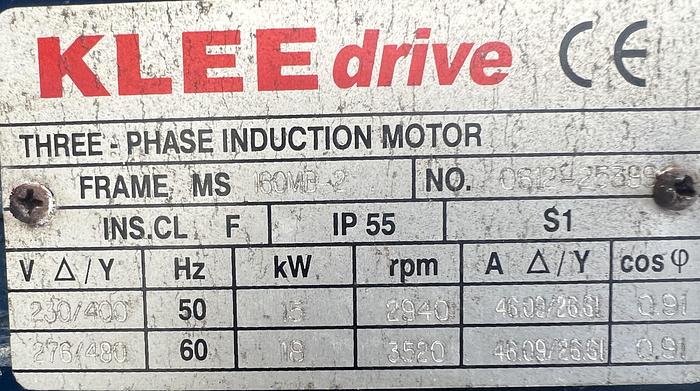 KLEE drive CE
THREE - PHASE INDUCTION MOTOR
FRAME MS 160MB-2 NO.
INS.CL F IP 55 S1
V Δ/Y Hz kW rpm A Δ/Y cos φ
230/400 50 15 2940 46.09/26.61 0.91
276/480 60 18 3520 46.09/26.61 0.91